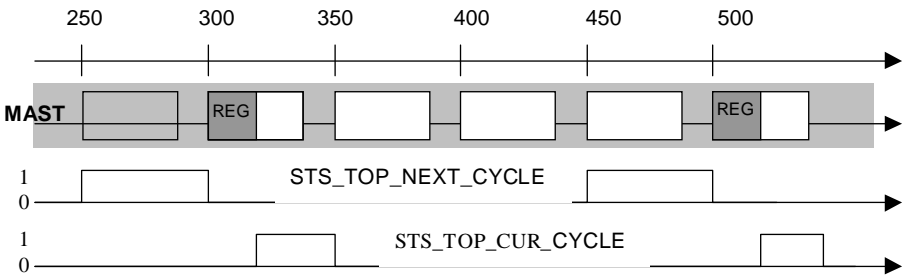 250 300 350 400 450 500
MAST REG REG
1 STS_TOP_NEXT_CYCLE
0
1 STS_TOP_CUR_CYCLE
0